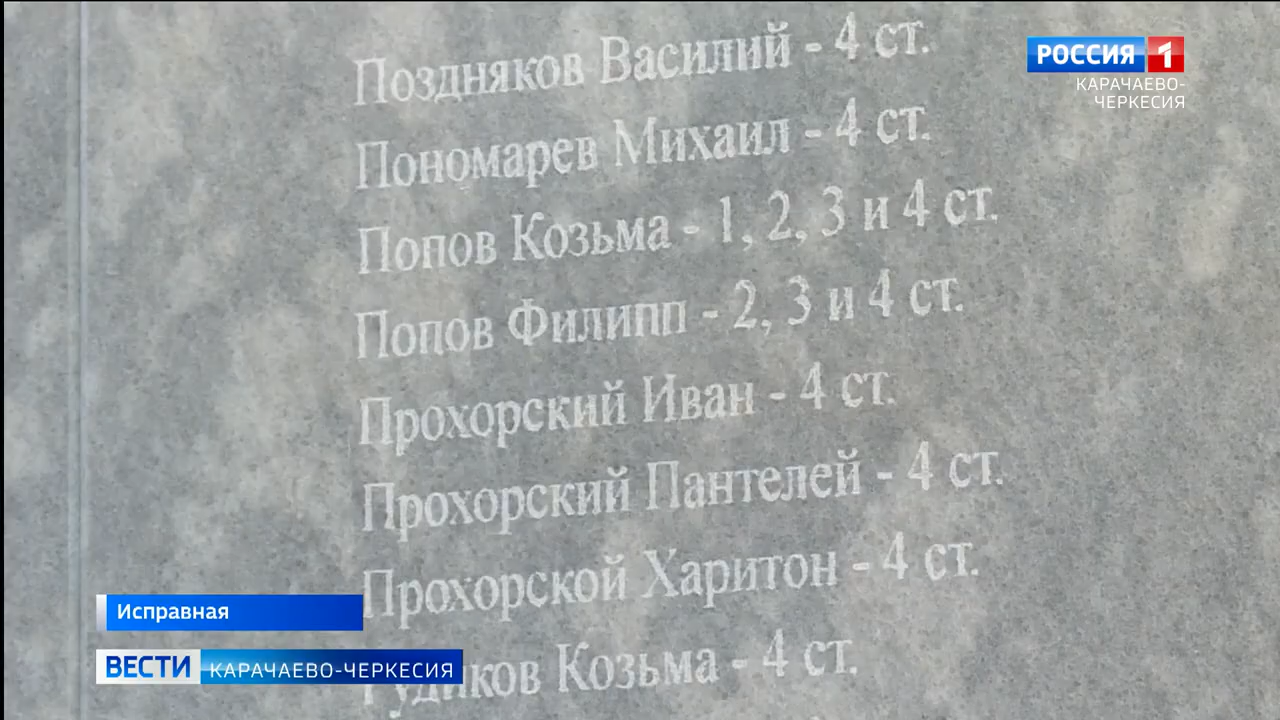 Поздняков Василий - 4 ст.
РОССИЯ 1
КАРАЧАЕВО-
ЧЕРКЕСИЯ
Пономарев Михаил - 4 ст.
Попов Козьма - 1, 2, 3 и 4 ст.
Попов Филипп - 2, 3 и 4 ст.
Прохорский Иван - 4 ст.
Прохорский Пантелей - 4 ст.
Прохорской Харитон - 4 ст.
Исправная
Козьма - 4 ст.
ВЕСТИ КАРАЧАЕВО-ЧЕРКЕСИЯ